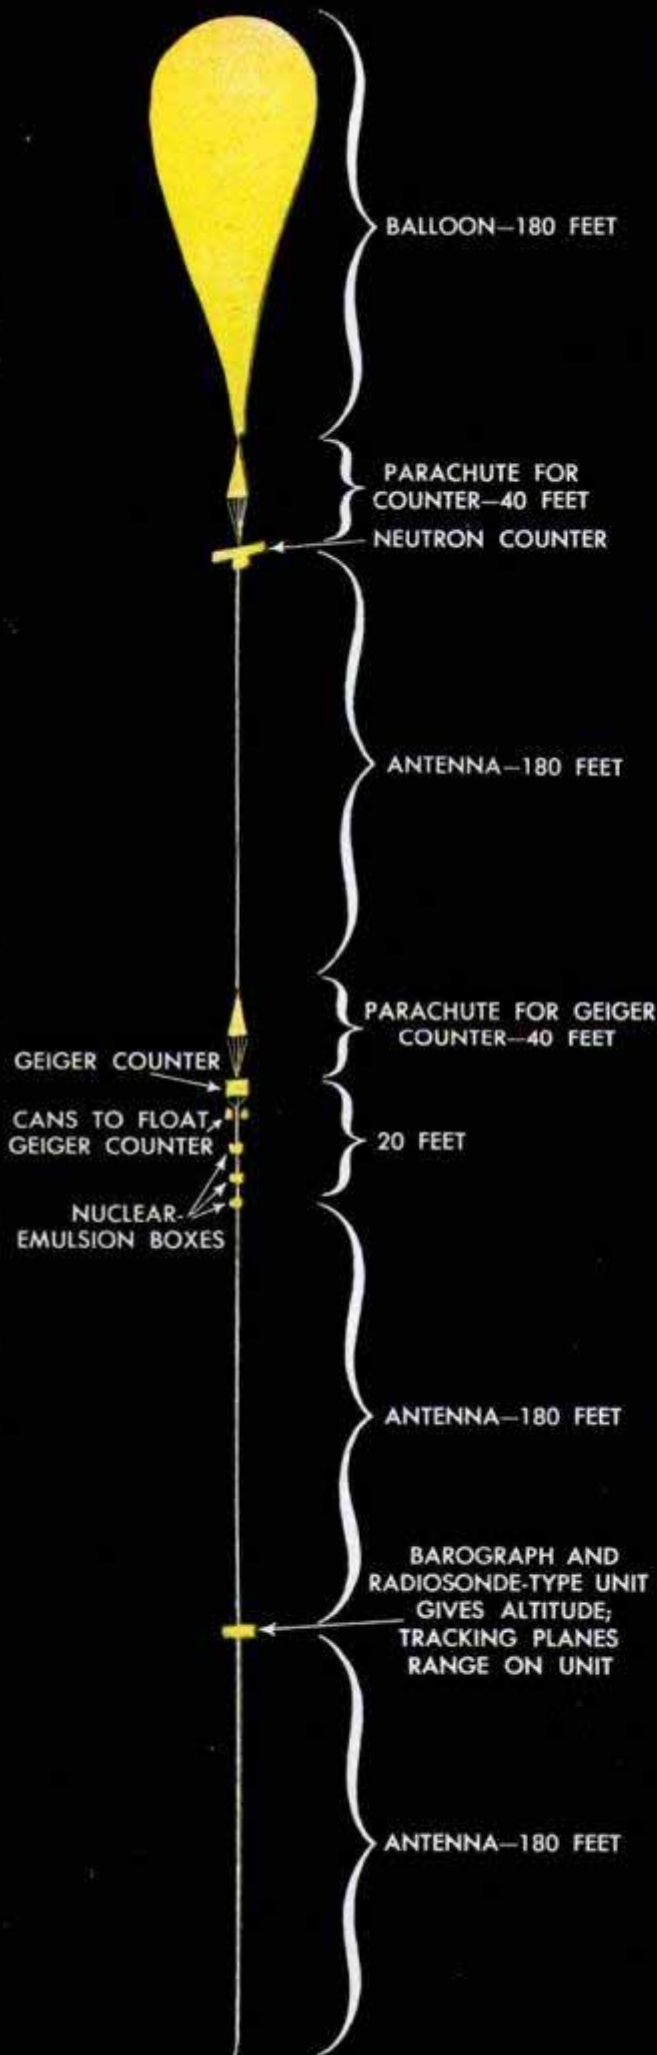 BALLOON—180 FEET
PARACHUTE FOR
COUNTER—40 FEET
NEUTRON COUNTER
ANTENNA—180 FEET
PARACHUTE FOR GEIGER
COUNTER—40 FEET
GEIGER COUNTER
CANS TO FLOAT
GEIGER COUNTER
20 FEET
NUCLEAR-
EMULSION BOXES
ANTENNA—180 FEET
BAROGRAPH AND
RADIOSONDE-TYPE UNIT
GIVES ALTITUDE;
TRACKING PLANES
RANGE ON UNIT
ANTENNA—180 FEET